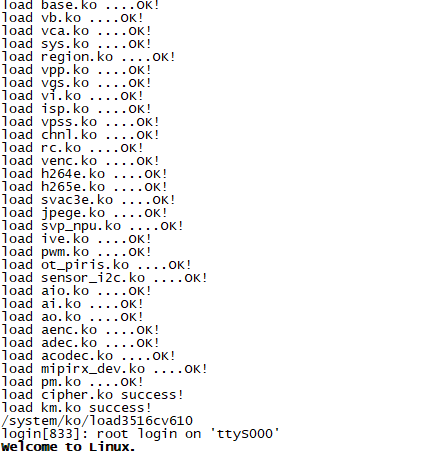 load base.ko ....OK!
load vb.ko ....OK!
load vca.ko ....OK!
load sys.ko ....OK!
load region.ko ....OK!
load vpp.ko ....OK!
load vgs.ko ....OK!
load vi.ko ....OK!
load isp.ko ....OK!
load vpss.ko ....OK!
load chnl.ko ....OK!
load rc.ko ....OK!
load venc.ko ....OK!
load h264e.ko ....OK!
load h265e.ko ....OK!
load svac3e.ko ....OK!
load jpege.ko ....OK!
load svp_npu.ko ....OK!
load ive.ko ....OK!
load pwm.ko ....OK!
load ot_piris.ko ....OK!
load sensor_i2c.ko ....OK!
load aio.ko ....OK!
load ai.ko ....OK!
load ao.ko ....OK!
load aenc.ko ....OK!
load adec.ko ....OK!
load acodec.ko ....OK!
load mipirx_dev.ko ....OK!
load pm.ko ....OK!
load cipher.ko success!
load km.ko success!
/system/ko/load3516cv610
login[833]: root login on 'ttyS000'
Welcome to Linux.